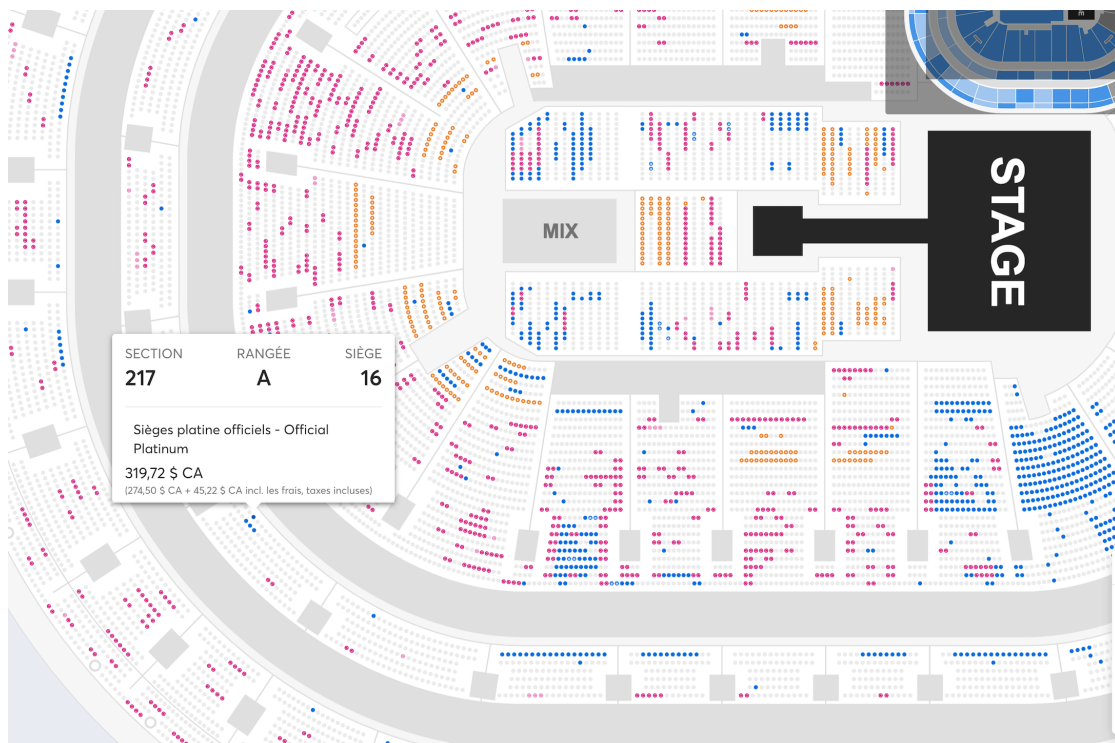 STAGE
MIX
SECTION RANGÉE SIÈGE
217 A 16
Sièges platine officiels - Official
Platinum
319,72 $ CA
(274,50 $ CA + 45,22 $ CA incl. les frais, taxes incluses)